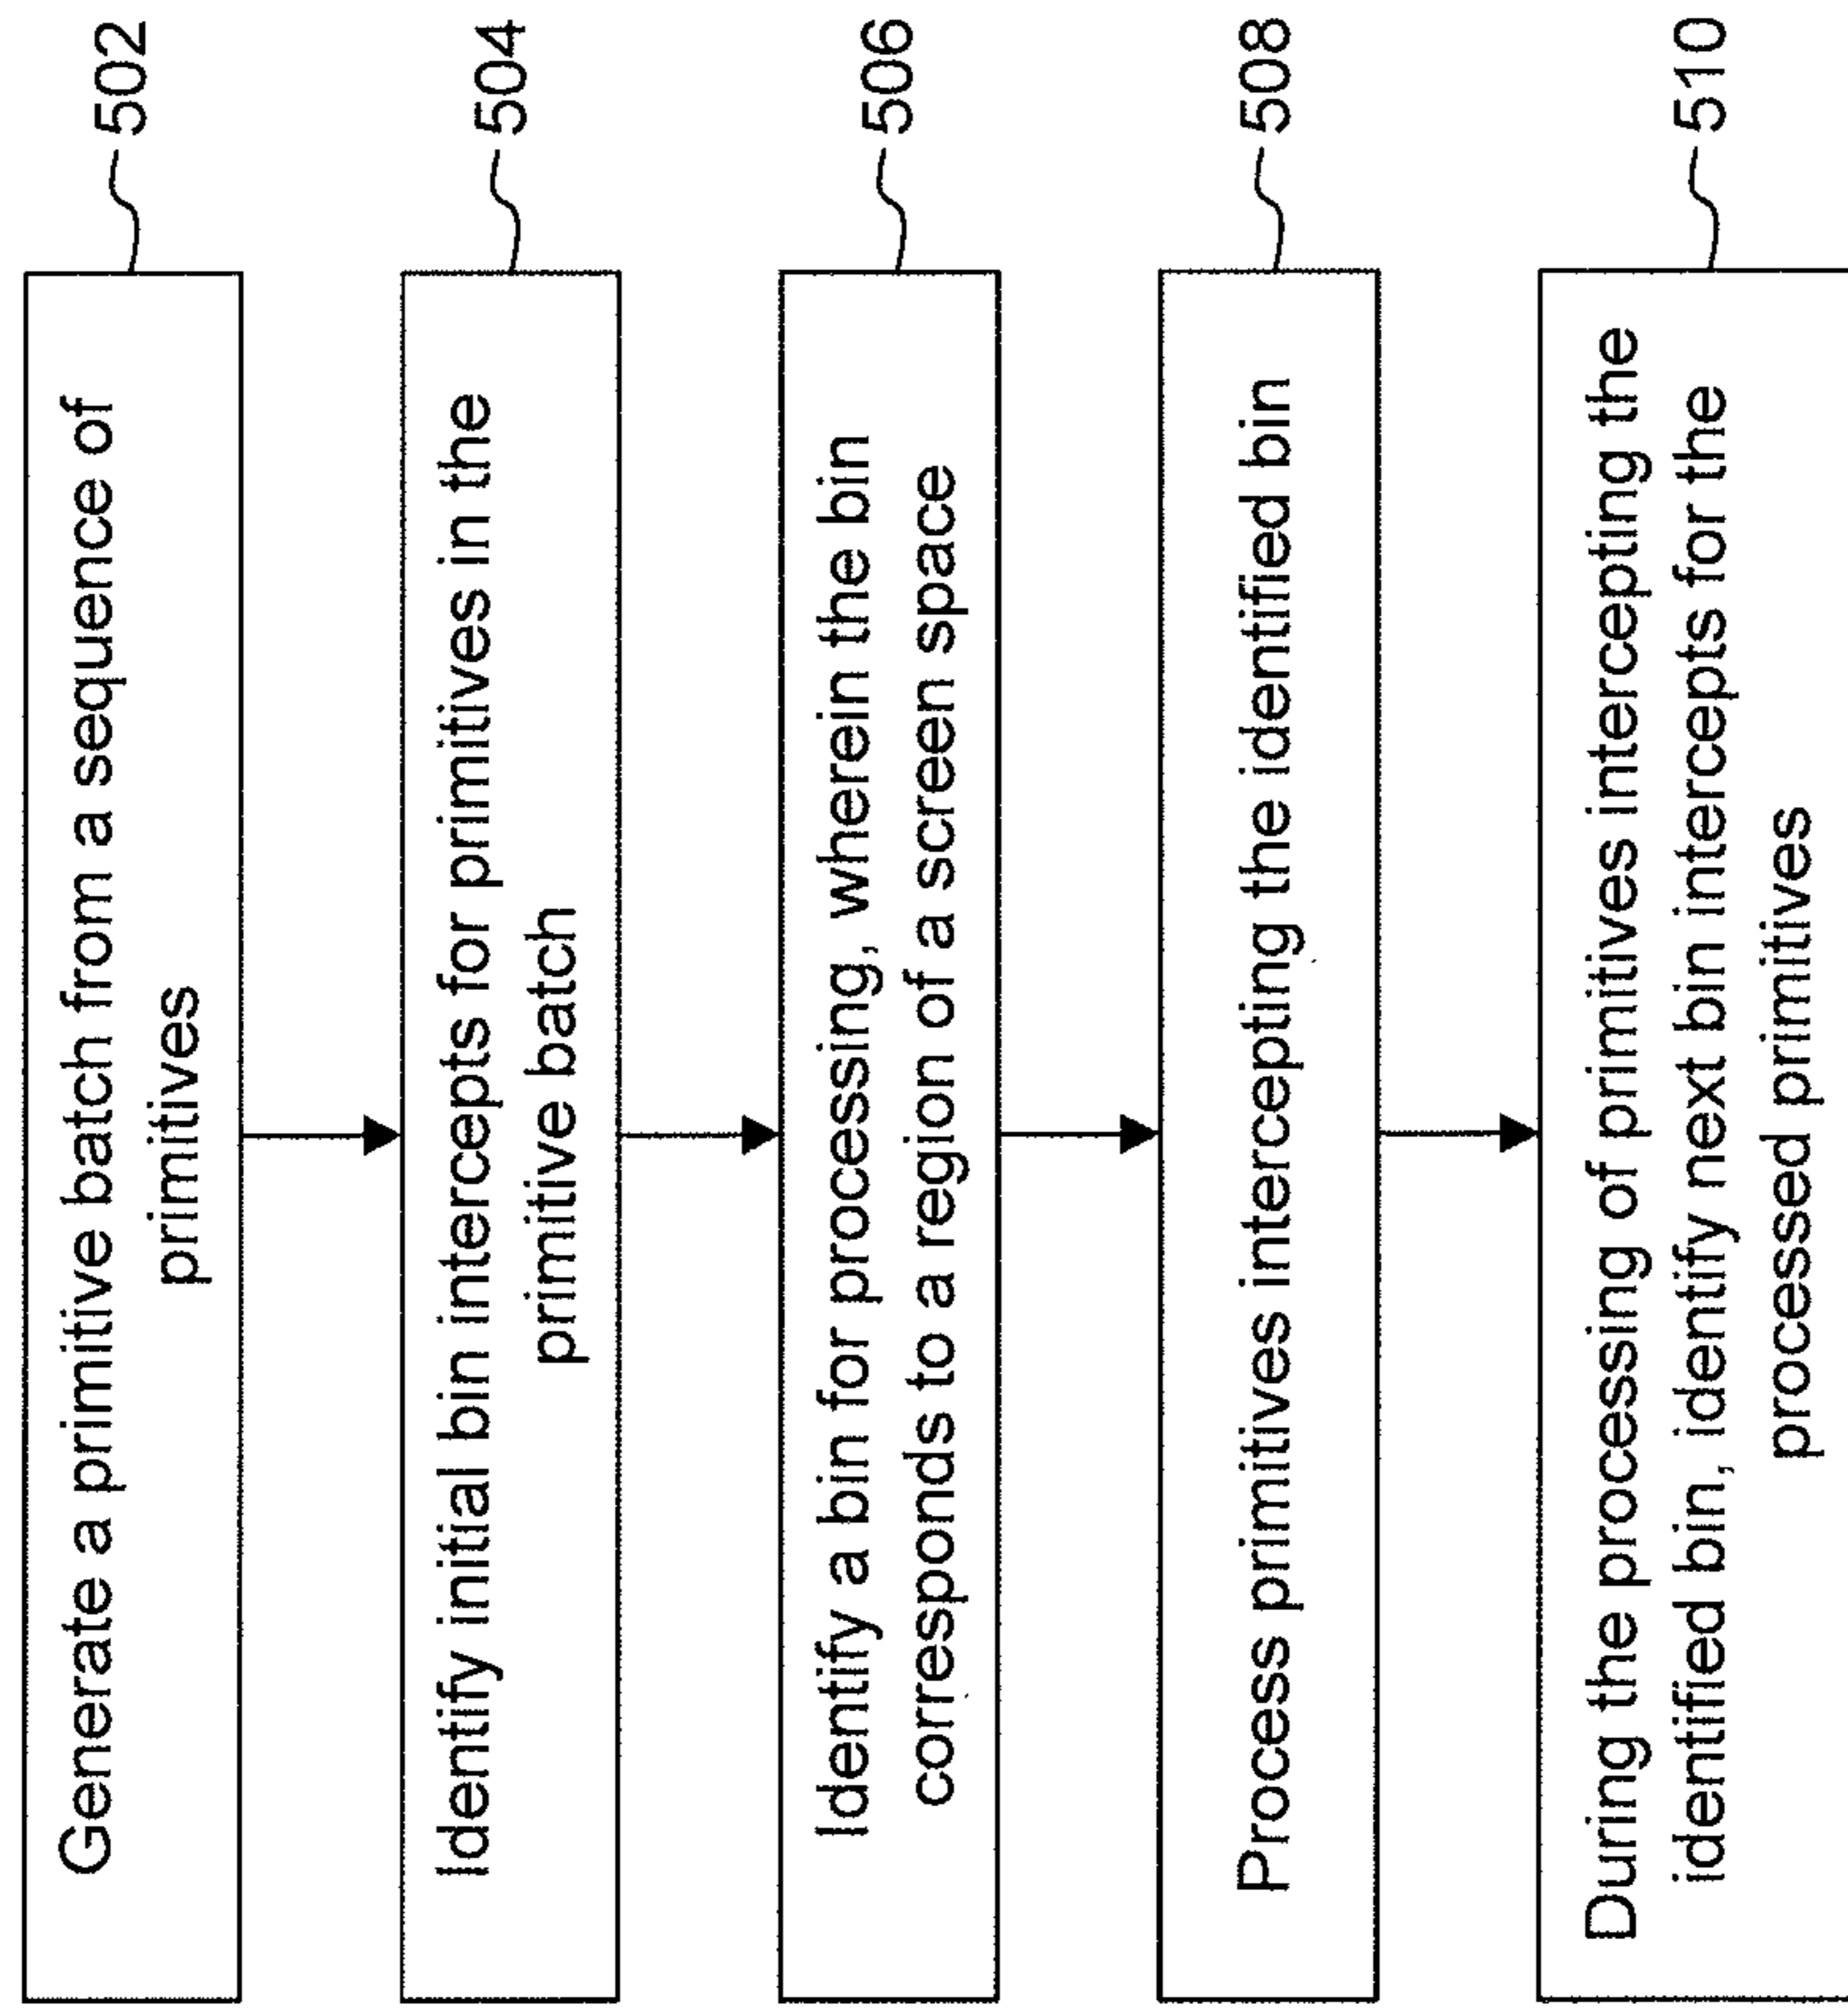 Generate a primitive batch from a sequence of
primitives
502
Identify initial bin intercepts for primitives in the
primitive batch
504
Identify a bin for processing, wherein the bin
corresponds to a region of a screen space
506
Process primitives intercepting the identified bin
508
During the processing of primitives intercepting the
identified bin, identify next bin intercepts for the
processed primitives
510